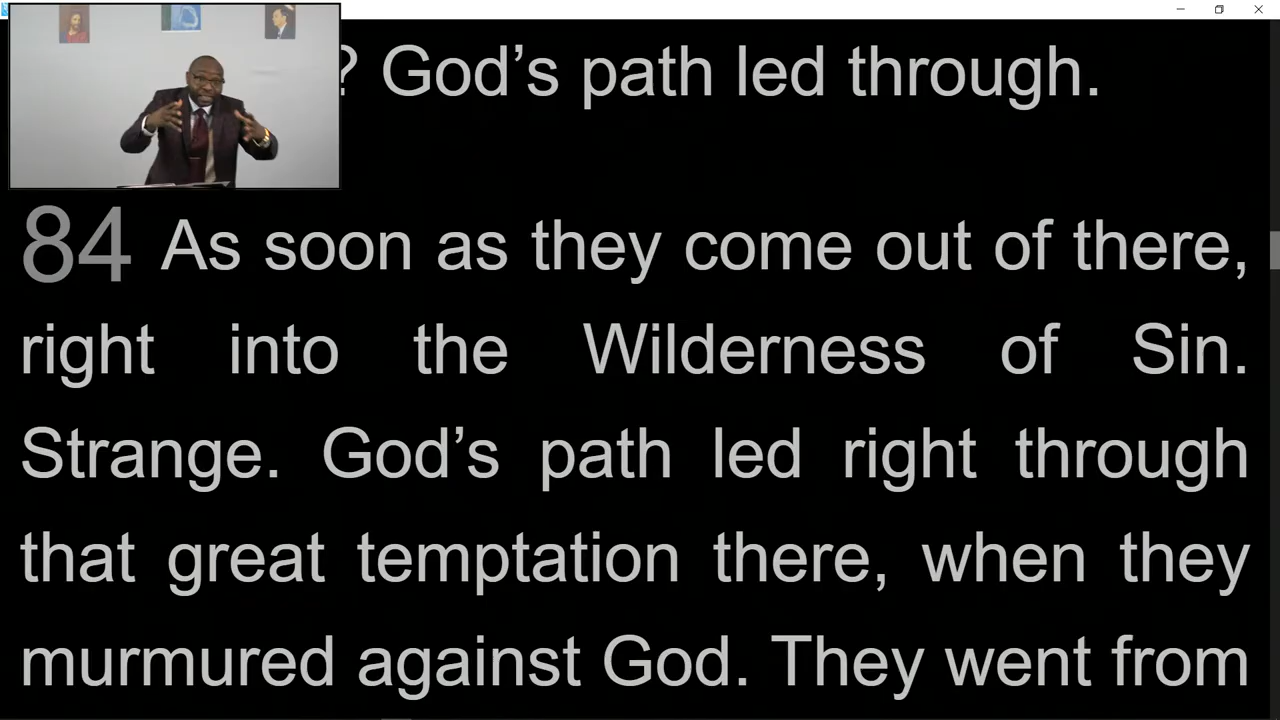 ? God’s path led through.
84 As soon as they come out of there,
right into the Wilderness of Sin.
Strange. God’s path led right through
that great temptation there, when they
murmured against God. They went from